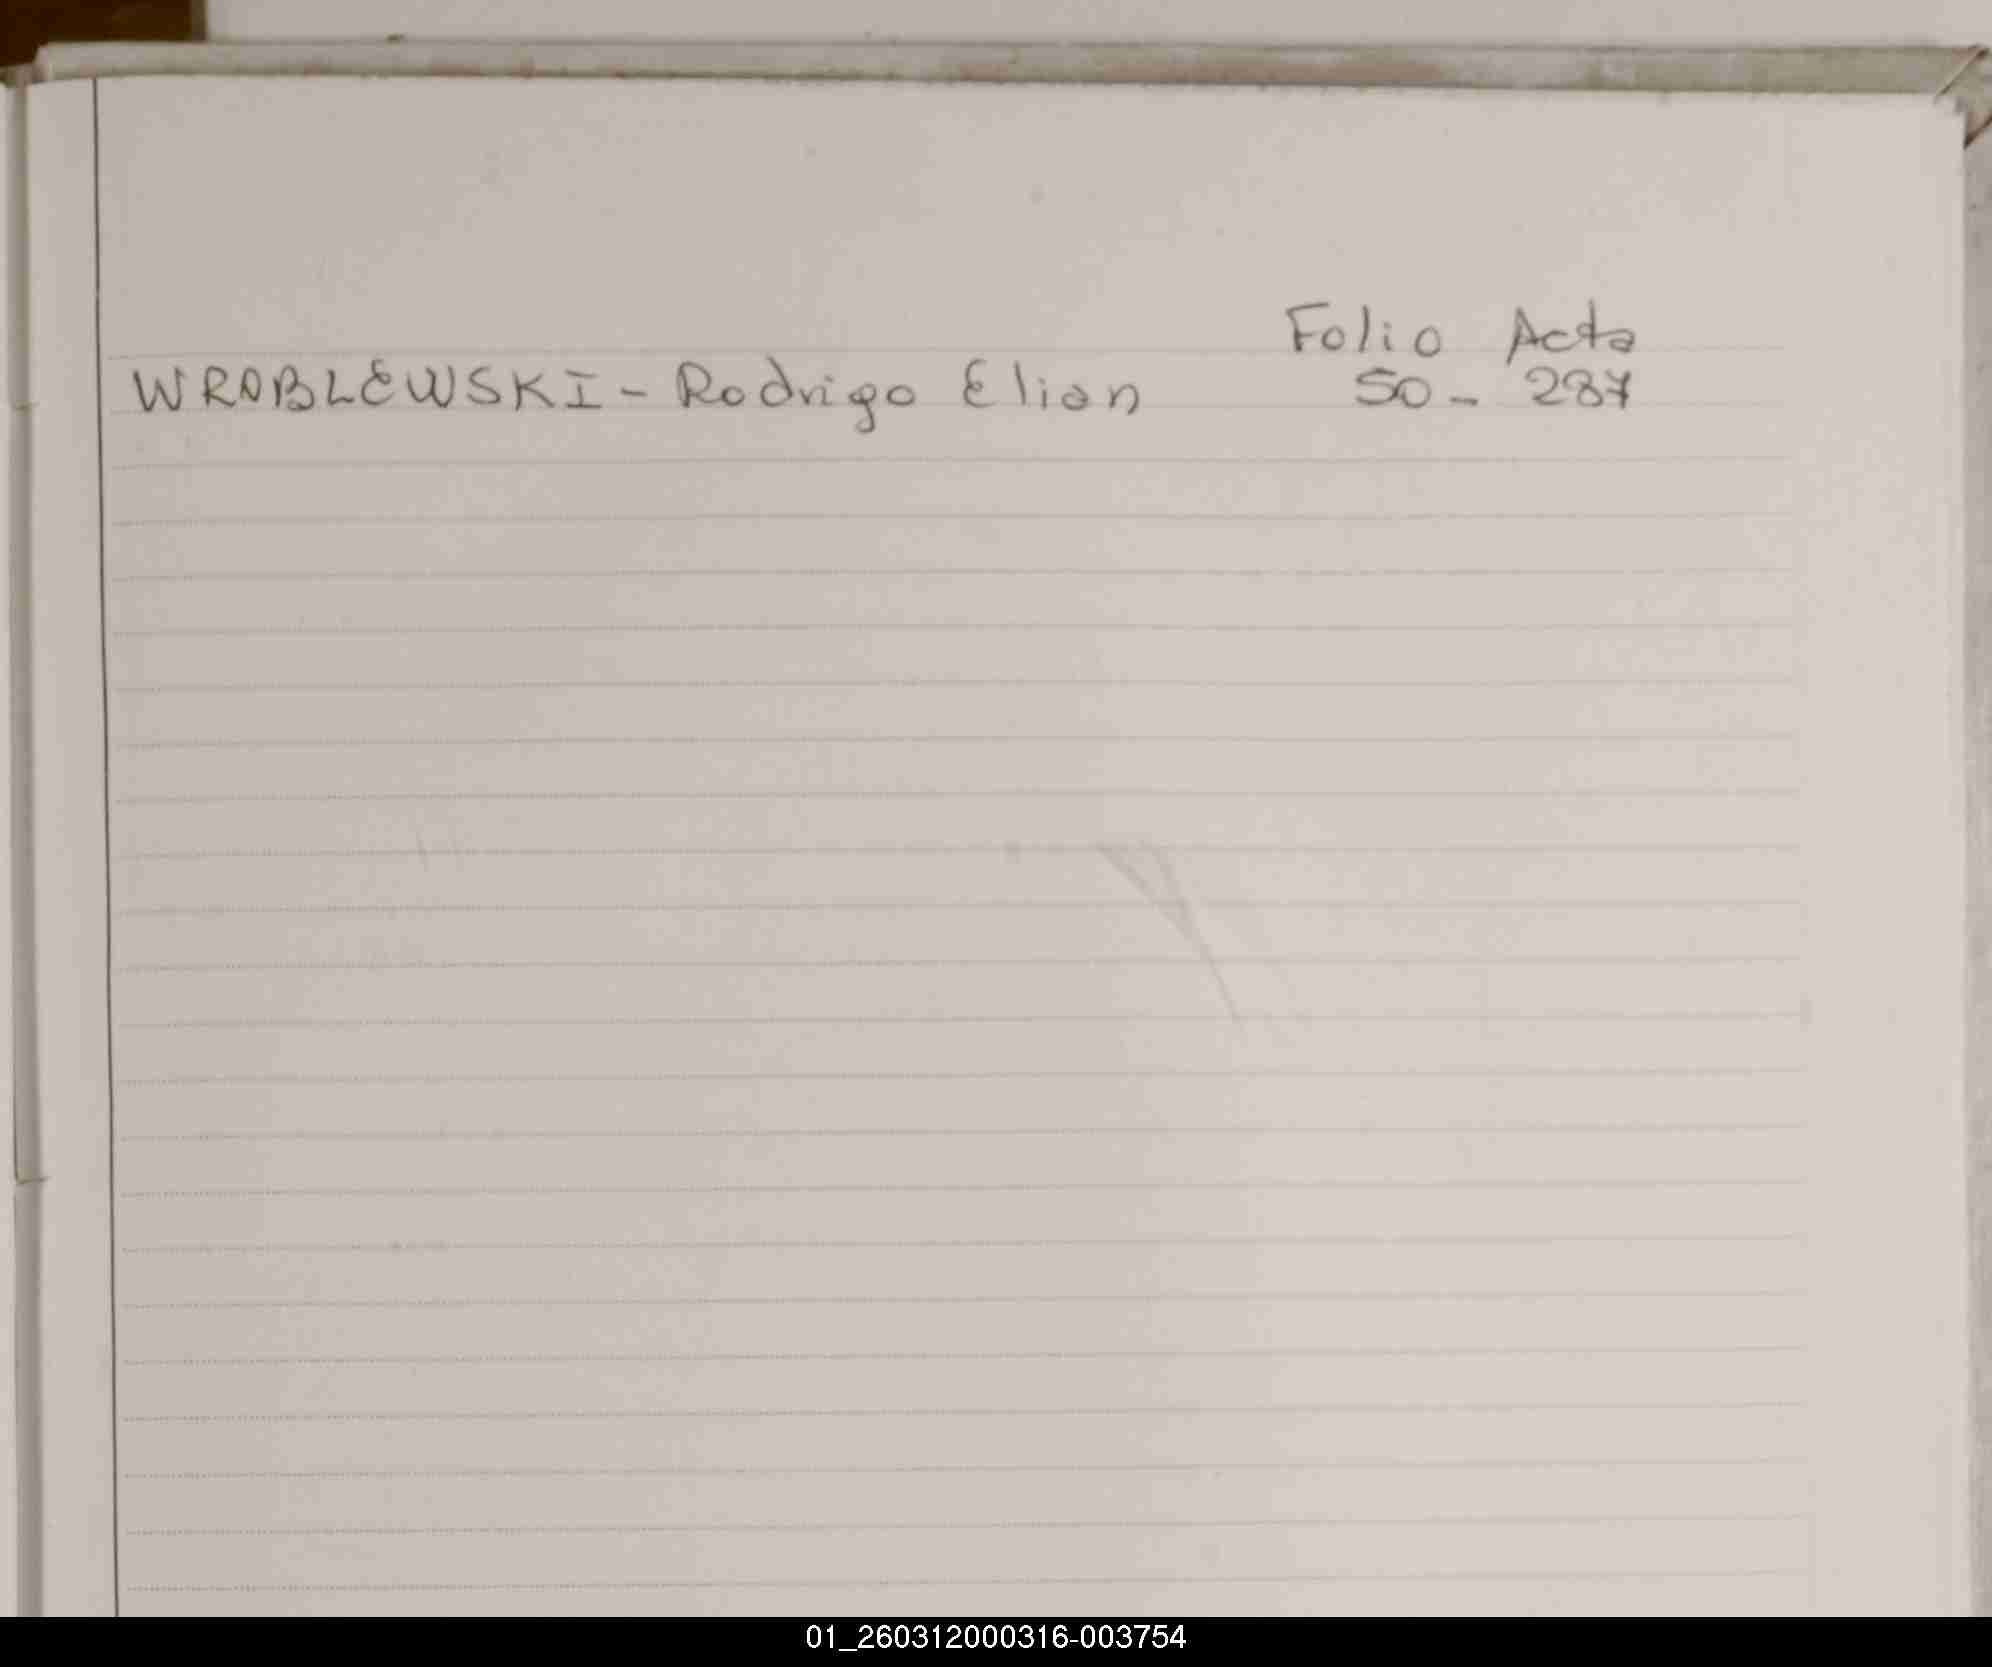 Folio Acta
WROBLEWSKI - Rodrigo Elian 50 - 287
01_260312000316-003754